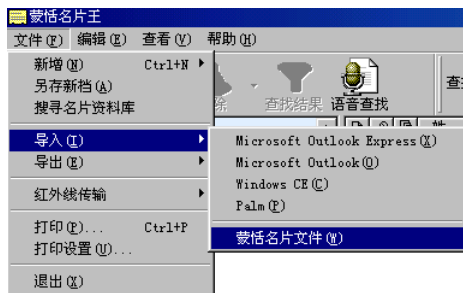 蒙恬名片王
文件(F) 编辑(E) 查看(V) 帮助(H)
新增(N) Ctrl+N
另存新档(A)
搜寻名片资料库
除 查找结果 语音查找 查
导入(I)
导出(E)
红外线传输
打印(P)... Ctrl+P
打印设置(U)...
退出(X)
Microsoft Outlook Express(X)
Microsoft Outlook(O)
Windows CE(C)
Palm(P)
蒙恬名片文件(W)